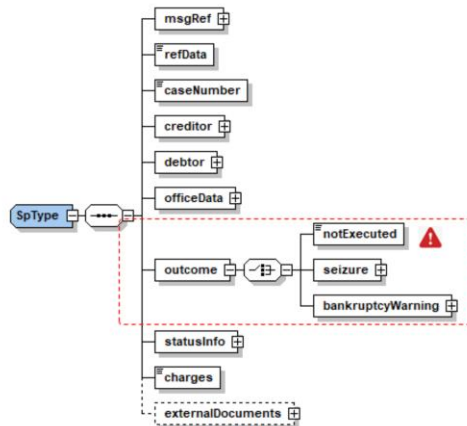 msgRef
refData
caseNumber
creditor
debtor
SpType
officeData
notExecuted
outcome
seizure
bankruptcyWarning
statusInfo
charges
externalDocuments